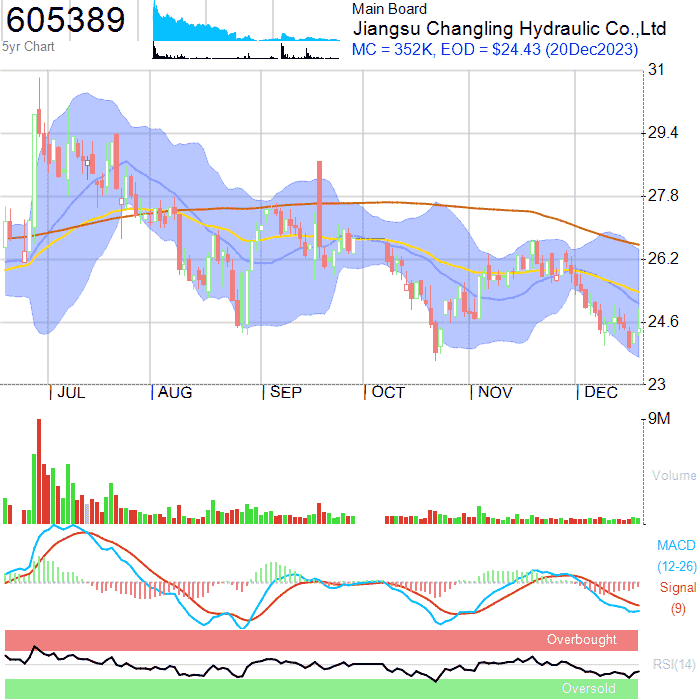 605389
5yr Chart
Main Board
Jiangsu Changling Hydraulic Co.,Ltd
MC = 352K, EOD = $24.43 (20Dec2023)
31
29.4
27.8
26.2
24.6
23
JUL
AUG
SEP
OCT
NOV
DEC
9M
Volume
MACD
(12-26)
Signal
(9)
Overbought
RSI(14)
Oversold